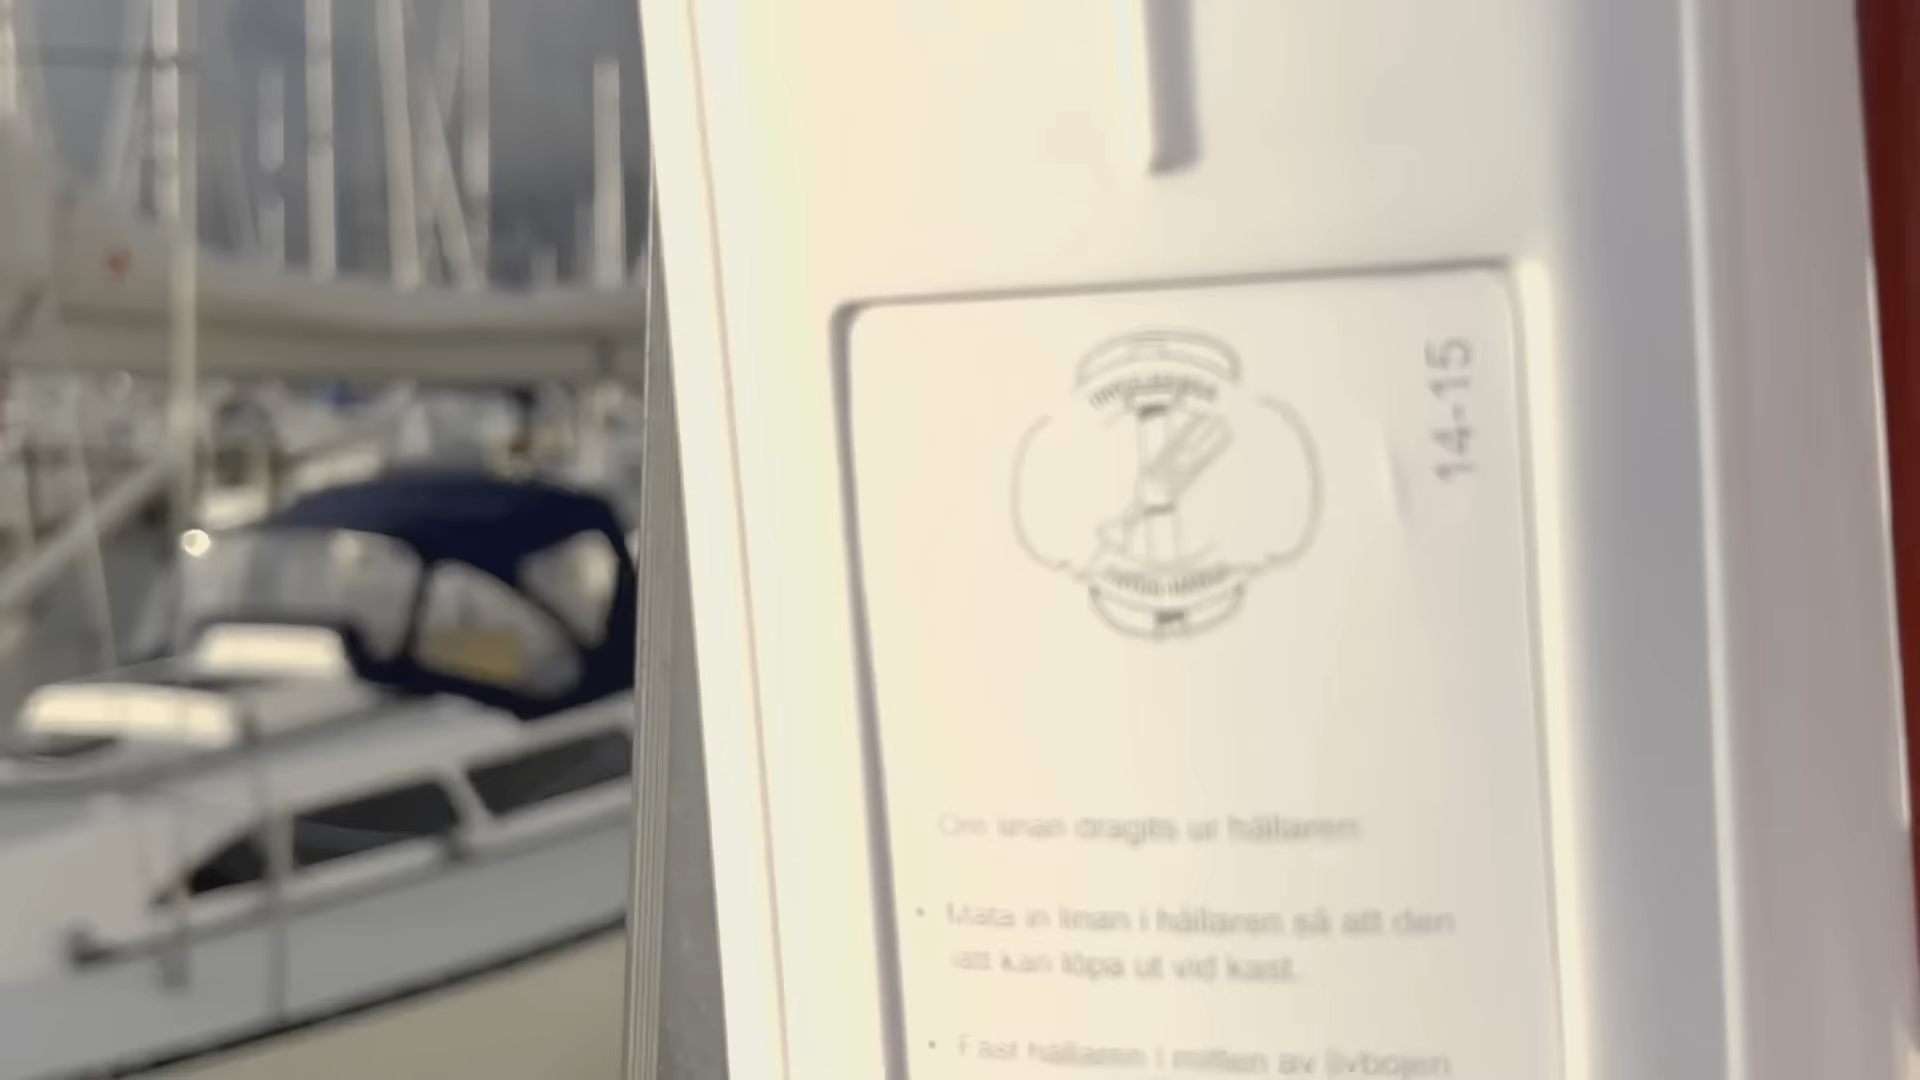 14-15
Om linan dragits ur hållaren:
• Mata in linan i hållaren så att den
lätt kan löpa ut vid kast.
• Fäst hållaren i mitten av livbojen